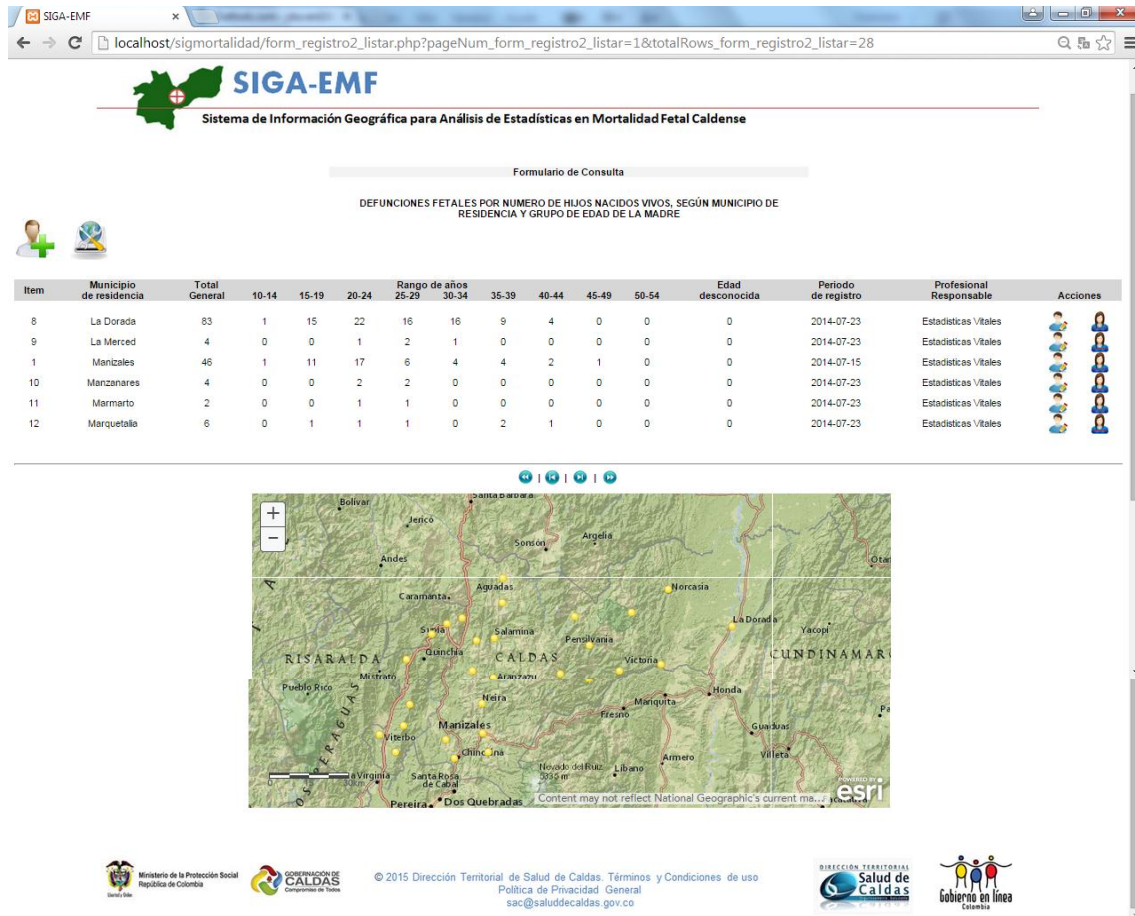 SIGA-EMF
localhost/sigmortalidad/form_registro2_listar.php?pageNum_form_registro2_listar=1&totalRows_form_registro2_listar=28
SIGA-EMF
Sistema de Información Geográfica para Análisis de Estadísticas en Mortalidad Fetal Caldense
Formulario de Consulta
DEFUNCIONES FETALES POR NUMERO DE HIJOS NACIDOS VIVOS, SEGÚN MUNICIPIO DE
RESIDENCIA Y GRUPO DE EDAD DE LA MADRE
Item Municipio de residencia Total General Rango de años 10-14 15-19 20-24 25-29 30-34 35-39 40-44 45-49 50-54 Edad desconocida Periodo de registro Profesional Responsable Acciones
8 La Dorada 83 1 15 22 16 16 9 4 0 0 0 2014-07-23 Estadisticas Vitales
9 La Merced 4 0 0 1 2 1 0 0 0 0 0 2014-07-23 Estadisticas Vitales
1 Manizales 46 1 11 17 6 4 4 2 1 0 0 2014-07-15 Estadisticas Vitales
10 Manzanares 4 0 0 2 2 0 0 0 0 0 0 2014-07-23 Estadisticas Vitales
11 Marmarto 2 0 0 1 1 0 0 0 0 0 0 2014-07-23 Estadisticas Vitales
12 Marquetalia 6 0 1 1 1 0 2 1 0 0 0 2014-07-23 Estadisticas Vitales
| | |
+
−
Bolívar
Santa Barbara
Jericó
Sonsón
Argelia
Andes
Aguadas
Norcasia
Caramanta
La Dorada
Salamina
Yacopí
Pensilvania
Quinchía
RISARALDA
CALDAS
Victoria
CUNDINAMAR
Mistrató
Aranzazu
Pueblo Rico
Neira
Honda
Mariquita
Fresno
Manizales
Guaduas
Viterbo
Chinchiná
Villeta
Armero
Nevado del Ruiz
Líbano
La Virginia
Santa Rosa
de Cabal
Pereira
Dos Quebradas
Content may not reflect National Geographic's current ma...
POWERED BY
esri
Ministerio de la Protección Social
República de Colombia
Libertad y Orden
GOBERNACIÓN DE
CALDAS
Compromiso de Todos
© 2015 Dirección Territorial de Salud de Caldas. Términos y Condiciones de uso
Política de Privacidad General
sac@saluddecaldas.gov.co
DIRECCIÓN TERRITORIAL
Salud de
Caldas
Gobierno en línea
Colombia